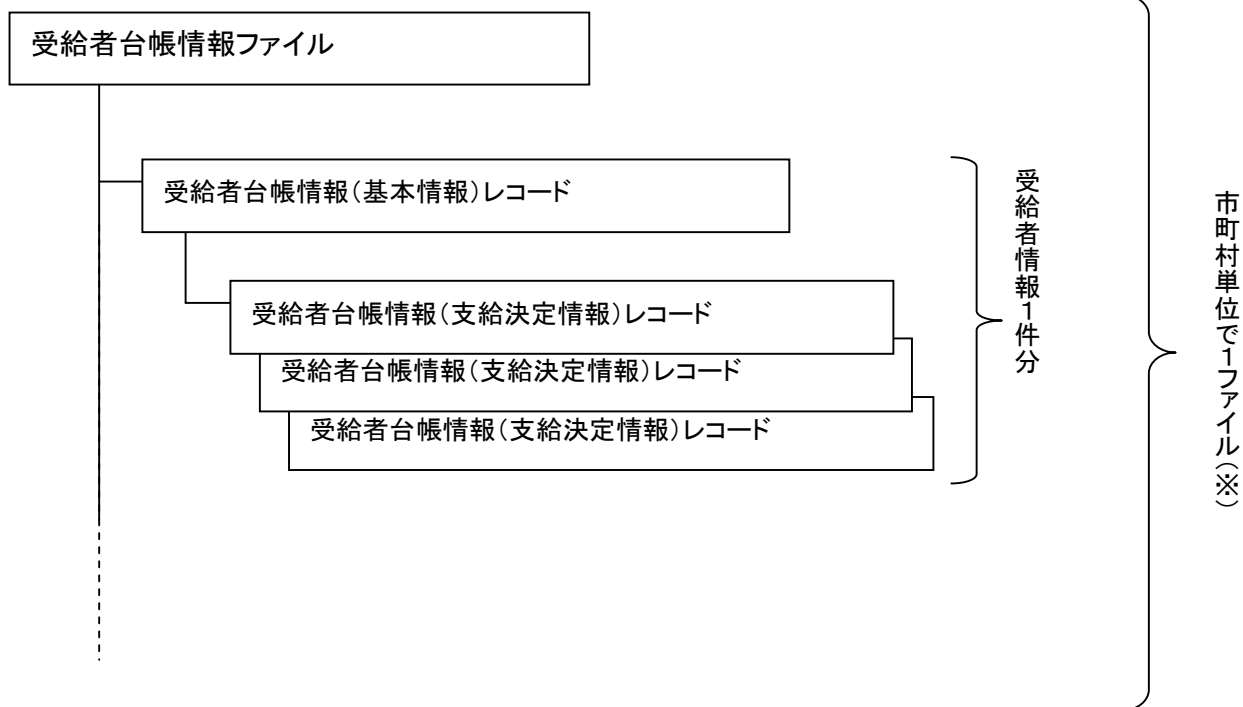 受給者台帳情報ファイル
受給者台帳情報（基本情報）レコード
受給者台帳情報（支給決定情報）レコード
受給者台帳情報（支給決定情報）レコード
受給者台帳情報（支給決定情報）レコード
受給者情報１件分
市町村単位で１ファイル（※）